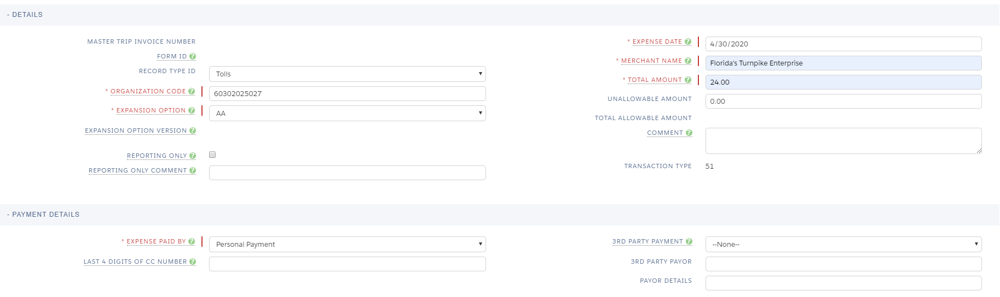 - DETAILS
MASTER TRIP INVOICE NUMBER
FORM ID ?
RECORD TYPE ID Tolls
* ORGANIZATION CODE ? 60302025027
* EXPANSION OPTION ? AA
EXPANSION OPTION VERSION ?
REPORTING ONLY ?
REPORTING ONLY COMMENT ?
* EXPENSE DATE ? 4/30/2020
* MERCHANT NAME ? Florida's Turnpike Enterprise
* TOTAL AMOUNT ? 24.00
UNALLOWABLE AMOUNT 0.00
TOTAL ALLOWABLE AMOUNT
COMMENT ?
TRANSACTION TYPE 51
- PAYMENT DETAILS
* EXPENSE PAID BY ? Personal Payment
LAST 4 DIGITS OF CC NUMBER ?
3RD PARTY PAYMENT ? --None--
3RD PARTY PAYOR
PAYOR DETAILS